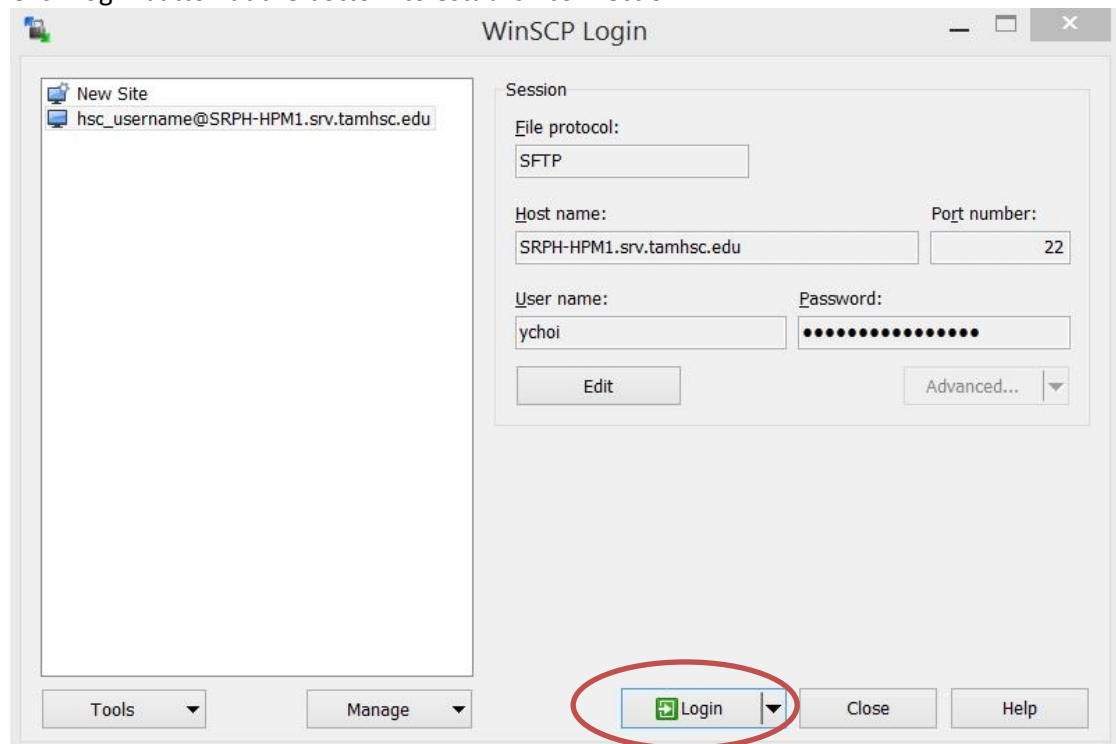 WinSCP Login
New Site
hsc_username@SRPH-HPM1.srv.tamhsc.edu
Session
File protocol:
SFTP
Host name:
Port number:
SRPH-HPM1.srv.tamhsc.edu
22
User name:
Password:
ychoi
••••••••••••••••
Edit
Advanced...
Tools
Manage
Login
Close
Help